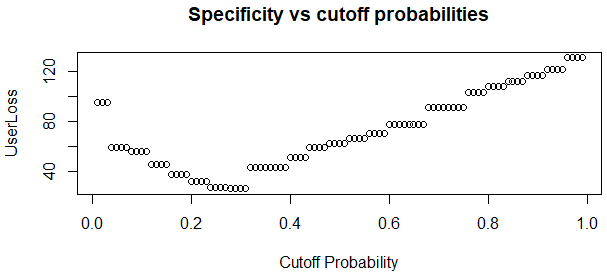 Specificity vs cutoff probabilities
UserLoss
120
80
40
0.0 0.2 0.4 0.6 0.8 1.0
Cutoff Probability